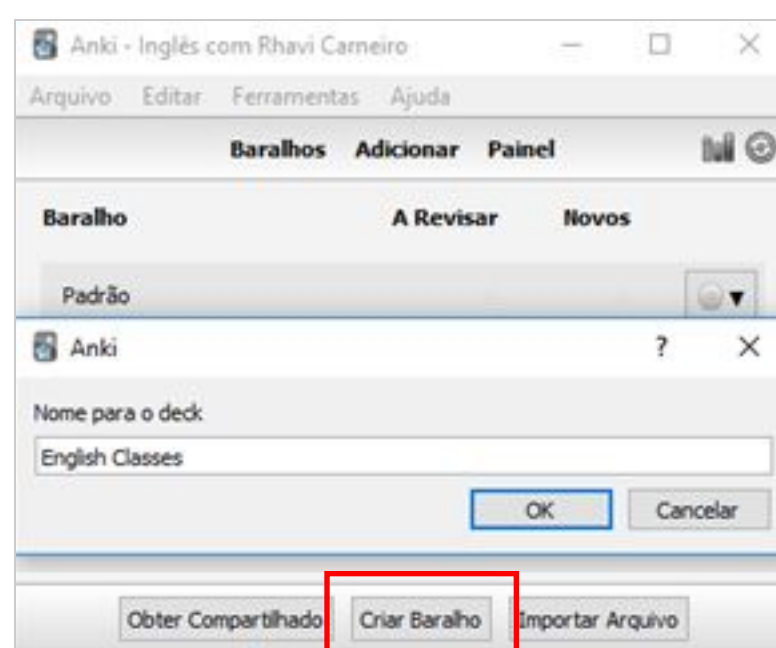 Anki - Inglês com Rhavi Carneiro
Arquivo Editar Ferramentas Ajuda
Baralhos Adicionar Painel
Baralho A Revisar Novos
Padrão
Anki ?
Nome para o deck
English Classes
OK Cancelar
Obter Compartilhado Criar Baralho Importar Arquivo